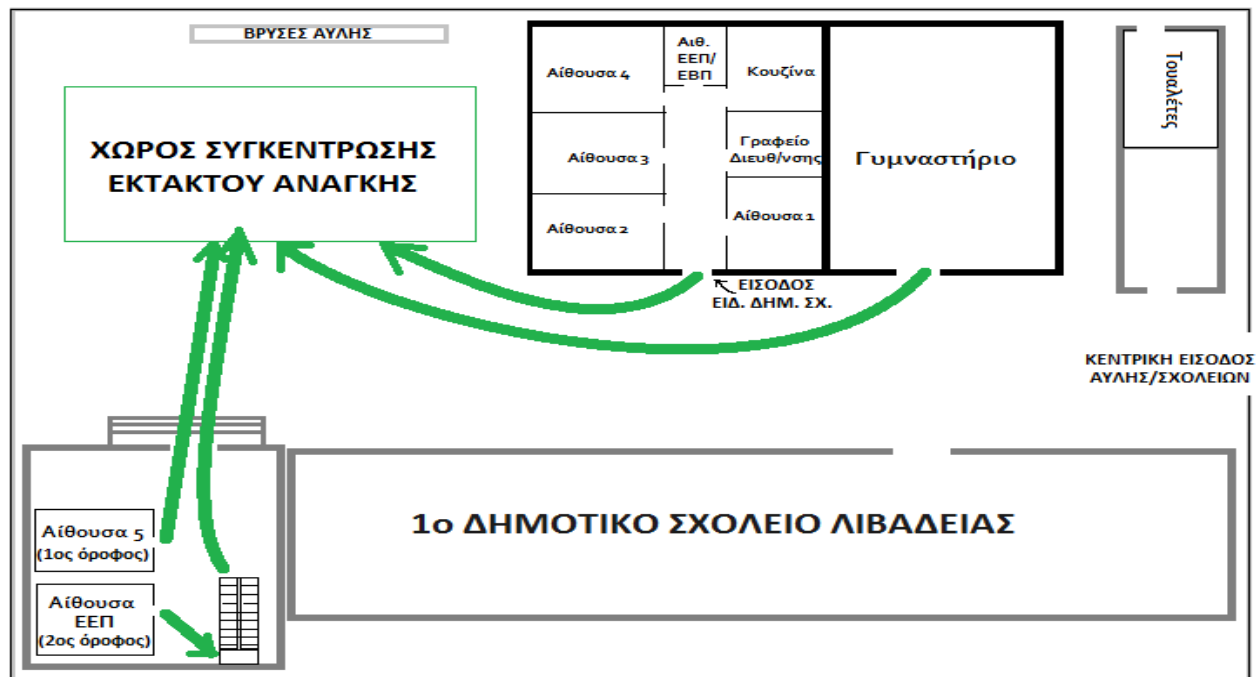 ΒΡΥΣΕΣ ΑΥΛΗΣ
ΧΩΡΟΣ ΣΥΓΚΕΝΤΡΩΣΗΣ
ΕΚΤΑΚΤΟΥ ΑΝΑΓΚΗΣ
Αίθουσα 4
Αιθ.
ΕΕΠ/
ΕΒΠ
Κουζίνα
Αίθουσα 3
Γραφείο
Διευθ/νσης
Αίθουσα 2
Αίθουσα 1
Γυμναστήριο
Τουαλέτες
ΕΙΣΟΔΟΣ
ΕΙΔ. ΔΗΜ. ΣΧ.
ΚΕΝΤΡΙΚΗ ΕΙΣΟΔΟΣ
ΑΥΛΗΣ/ΣΧΟΛΕΙΩΝ
Αίθουσα 5
(1ος όροφος)
Αίθουσα
ΕΕΠ
(2ος όροφος)
1ο ΔΗΜΟΤΙΚΟ ΣΧΟΛΕΙΟ ΛΙΒΑΔΕΙΑΣ